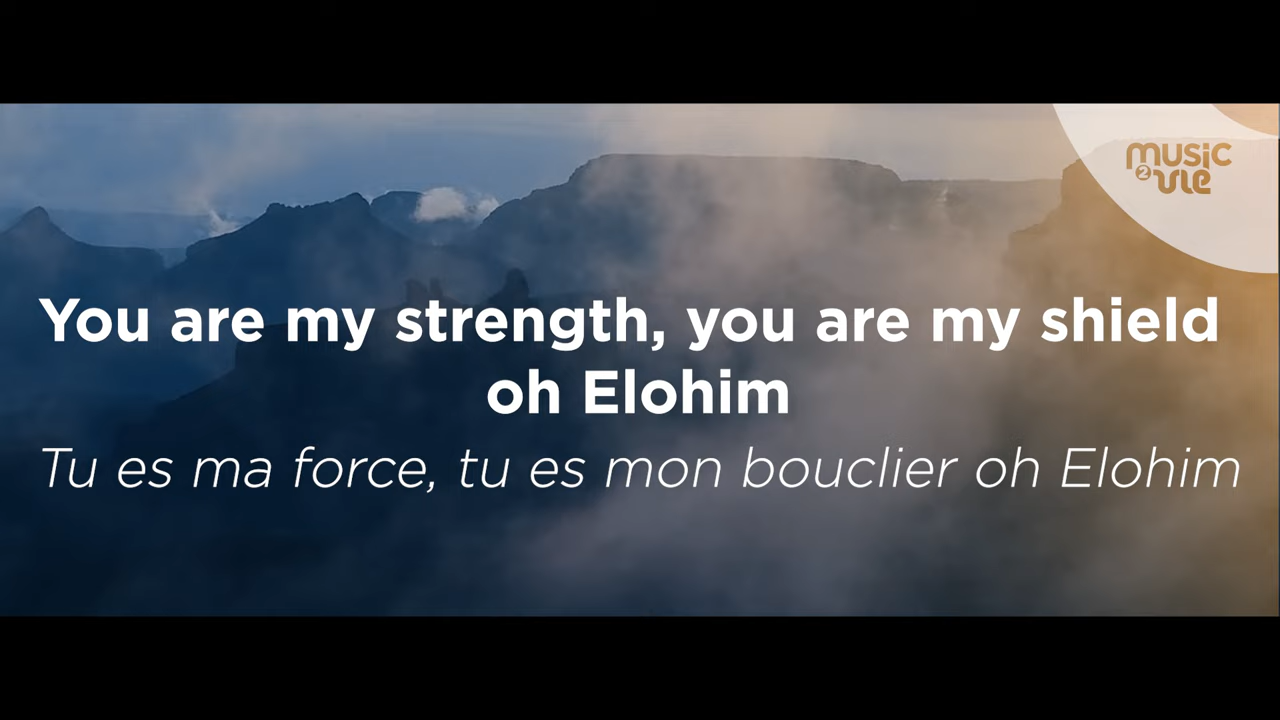 music
2 vie
You are my strength, you are my shield
oh Elohim
Tu es ma force, tu es mon bouclier oh Elohim